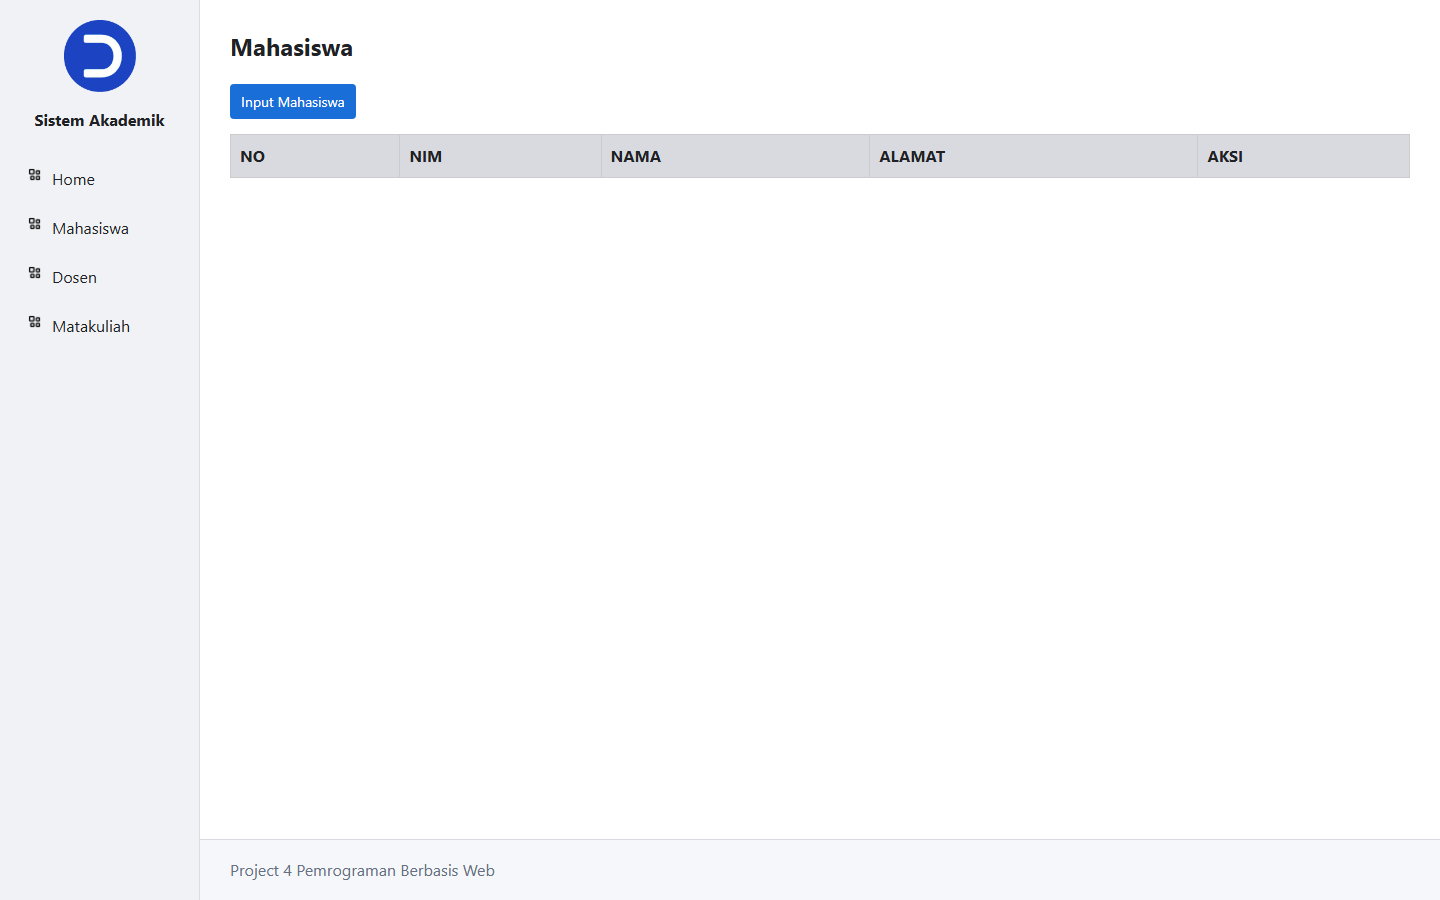 Sistem Akademik
Home
Mahasiswa
Dosen
Matakuliah
Mahasiswa
Input Mahasiswa
NO NIM NAMA ALAMAT AKSI
Project 4 Pemrograman Berbasis Web